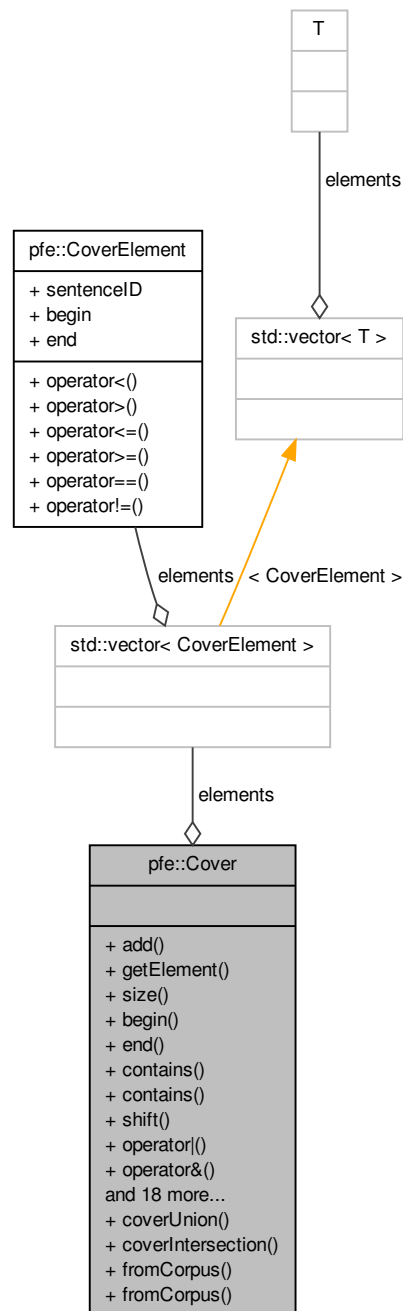 T
elements
pfe::CoverElement
+ sentenceID
+ begin
+ end
+ operator<()
+ operator>()
+ operator<=()
+ operator>=()
+ operator==()
+ operator!=()
std::vector< T >
elements
< CoverElement >
std::vector< CoverElement >
elements
pfe::Cover
+ add()
+ getElement()
+ size()
+ begin()
+ end()
+ contains()
+ contains()
+ shift()
+ operator|()
+ operator&()
and 18 more...
+ coverUnion()
+ coverIntersection()
+ fromCorpus()
+ fromCorpus()